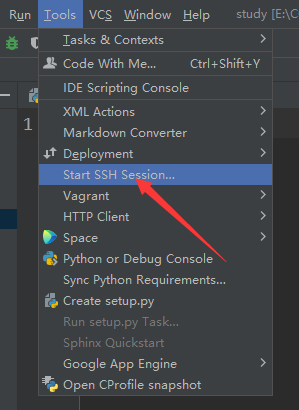 Run Tools VCS Window study [E:\C
Tasks & Contexts
Code With Me... Ctrl+Shift+Y
IDE Scripting Console
1
XML Actions
Markdown Converter
Deployment
Start SSH Session...
Vagrant
HTTP Client
Space
Python or Debug Console
Sync Python Requirements...
Create setup.py
Run setup.py Task...
Sphinx Quickstart
Google App Engine
Open CProfile snapshot